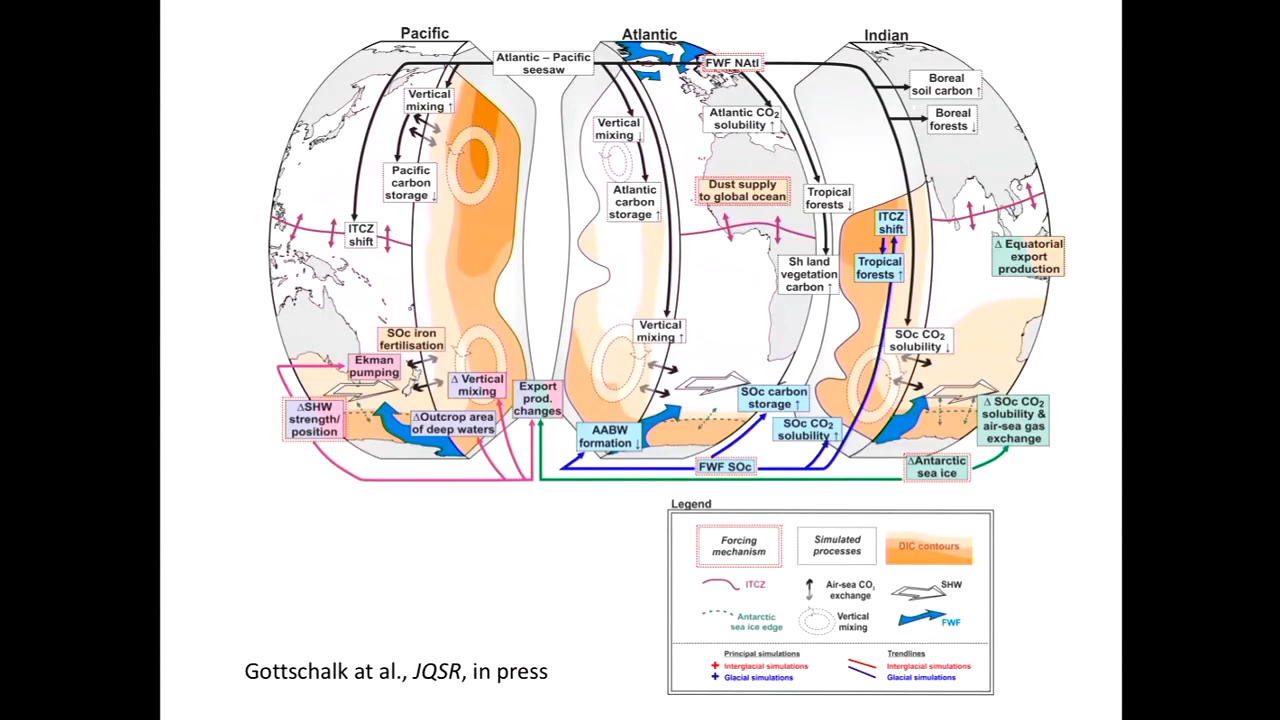 Pacific
Atlantic
Indian
Atlantic – Pacific
seesaw
FWF NAtl
Boreal
soil carbon ↑
Vertical
mixing ↑
Atlantic CO₂
solubility ↑
Boreal
forests ↓
Vertical
mixing ↓
Pacific
carbon
storage ↓
Atlantic
carbon
storage ↑
Dust supply
to global ocean
Tropical
forests ↓
ITCZ
shift
ITCZ
shift
Δ Equatorial
export
production
Sh land
vegetation
carbon ↑
Tropical
forests ↑
SOc iron
fertilisation
Vertical
mixing ↑
SOc CO₂
solubility ↓
Ekman
pumping
Δ Vertical
mixing
Export
prod.
changes
SOc carbon
storage ↑
ΔSHW
strength/
position
ΔOutcrop area
of deep waters
AABW
formation ↓
SOc CO₂
solubility ↑
Δ SOc CO₂
solubility &
air-sea gas
exchange
FWF SOc
ΔAntarctic
sea ice
Legend
Forcing
mechanism
Simulated
processes
DIC contours
ITCZ
Air-sea CO₂
exchange
SHW
Antarctic
sea ice edge
Vertical
mixing
FWF
Principal simulations
Interglacial simulations
Glacial simulations
Trendlines
Interglacial simulations
Glacial simulations
Gottschalk at al., JQSR, in press